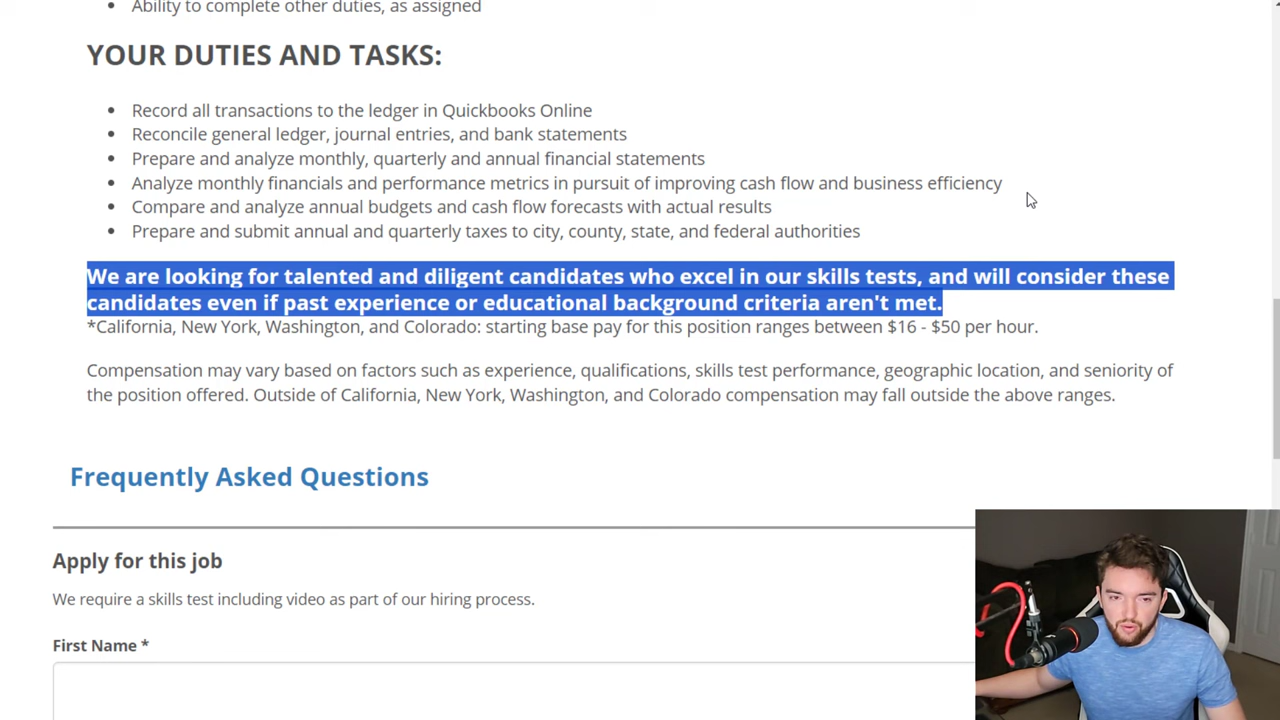 Ability to complete other duties, as assigned
YOUR DUTIES AND TASKS:
Record all transactions to the ledger in Quickbooks Online
Reconcile general ledger, journal entries, and bank statements
Prepare and analyze monthly, quarterly and annual financial statements
Analyze monthly financials and performance metrics in pursuit of improving cash flow and business efficiency
Compare and analyze annual budgets and cash flow forecasts with actual results
Prepare and submit annual and quarterly taxes to city, county, state, and federal authorities
We are looking for talented and diligent candidates who excel in our skills tests, and will consider these
candidates even if past experience or educational background criteria aren't met.
*California, New York, Washington, and Colorado: starting base pay for this position ranges between $16 - $50 per hour.
Compensation may vary based on factors such as experience, qualifications, skills test performance, geographic location, and seniority of
the position offered. Outside of California, New York, Washington, and Colorado compensation may fall outside the above ranges.
Frequently Asked Questions
Apply for this job
We require a skills test including video as part of our hiring process.
First Name *